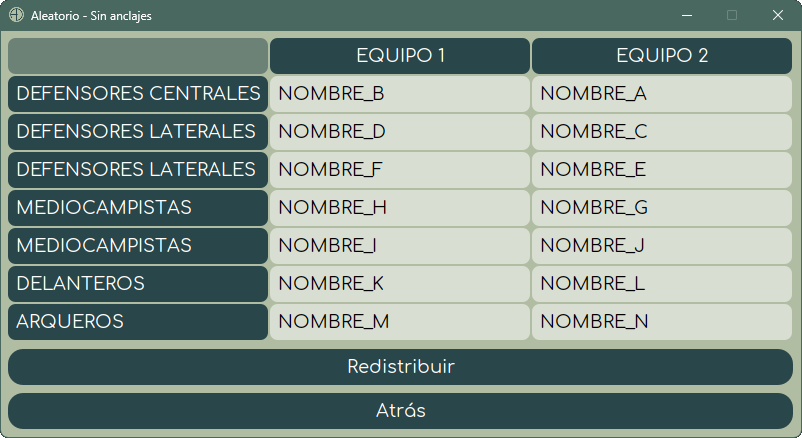 Aleatorio - Sin anclajes
EQUIPO 1 EQUIPO 2
DEFENSORES CENTRALES NOMBRE_B NOMBRE_A
DEFENSORES LATERALES NOMBRE_D NOMBRE_C
DEFENSORES LATERALES NOMBRE_F NOMBRE_E
MEDIOCAMPISTAS NOMBRE_H NOMBRE_G
MEDIOCAMPISTAS NOMBRE_I NOMBRE_J
DELANTEROS NOMBRE_K NOMBRE_L
ARQUEROS NOMBRE_M NOMBRE_N
Redistribuir
Atrás